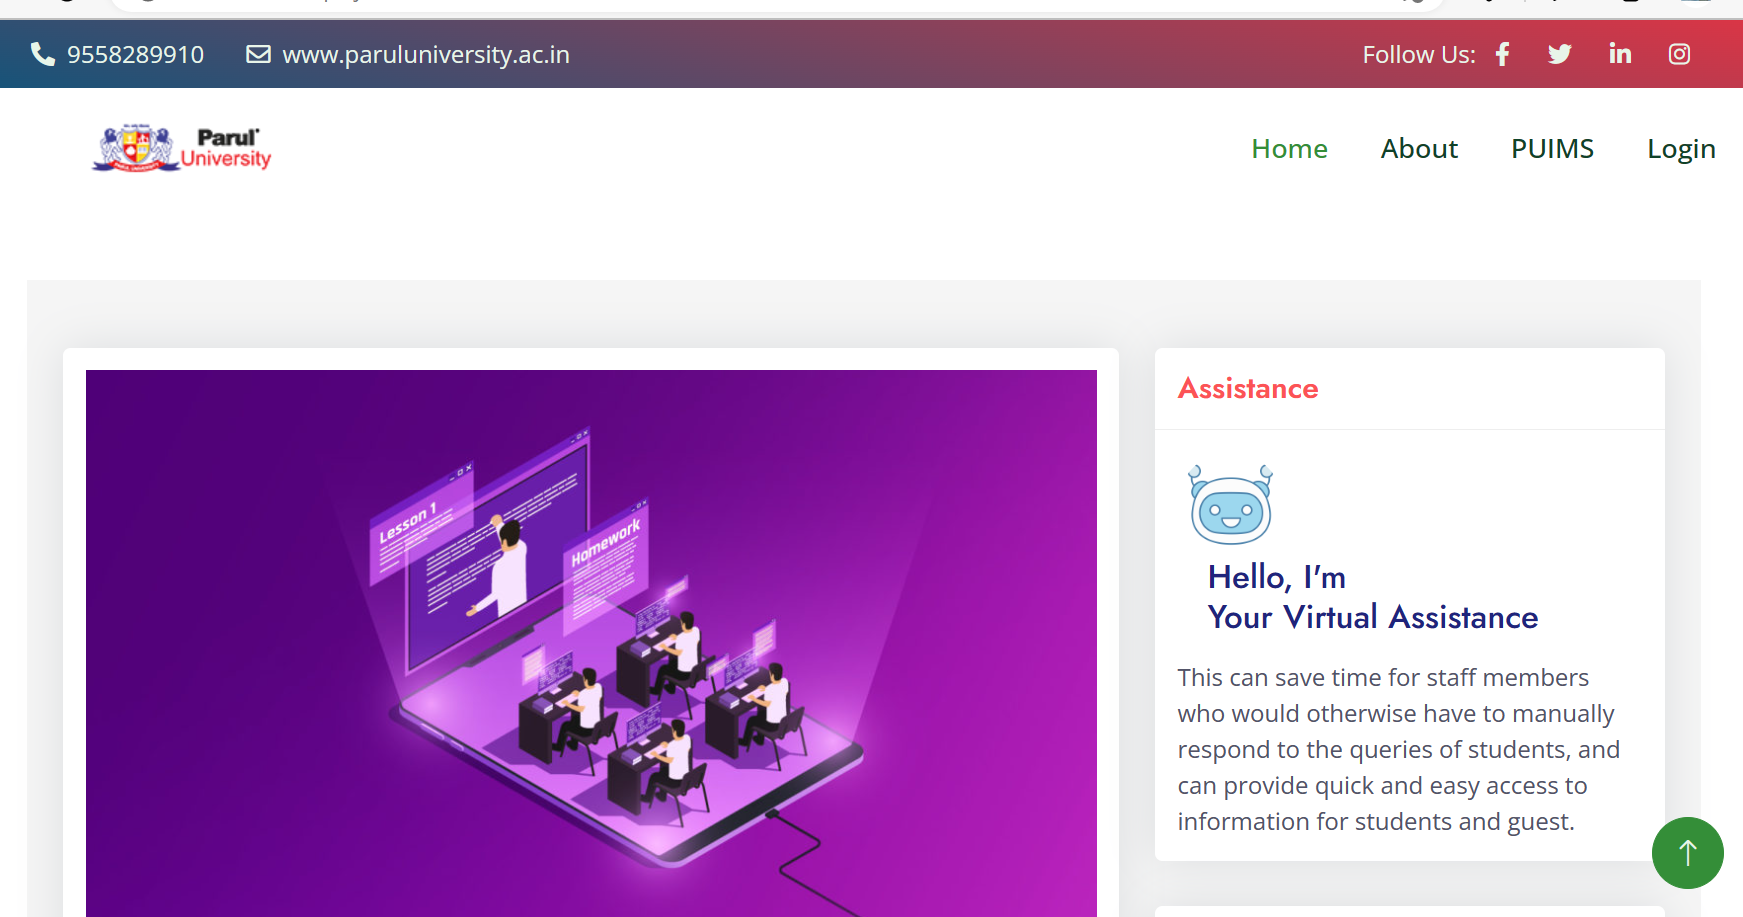 9558289910 www.paruluniversity.ac.in Follow Us:
Parul
University
PARUL UNIVERSITY
Home About PUIMS Login
Lesson 1
Homework
Assistance
Hello, I'm
Your Virtual Assistance
This can save time for staff members
who would otherwise have to manually
respond to the queries of students, and
can provide quick and easy access to
information for students and guest.